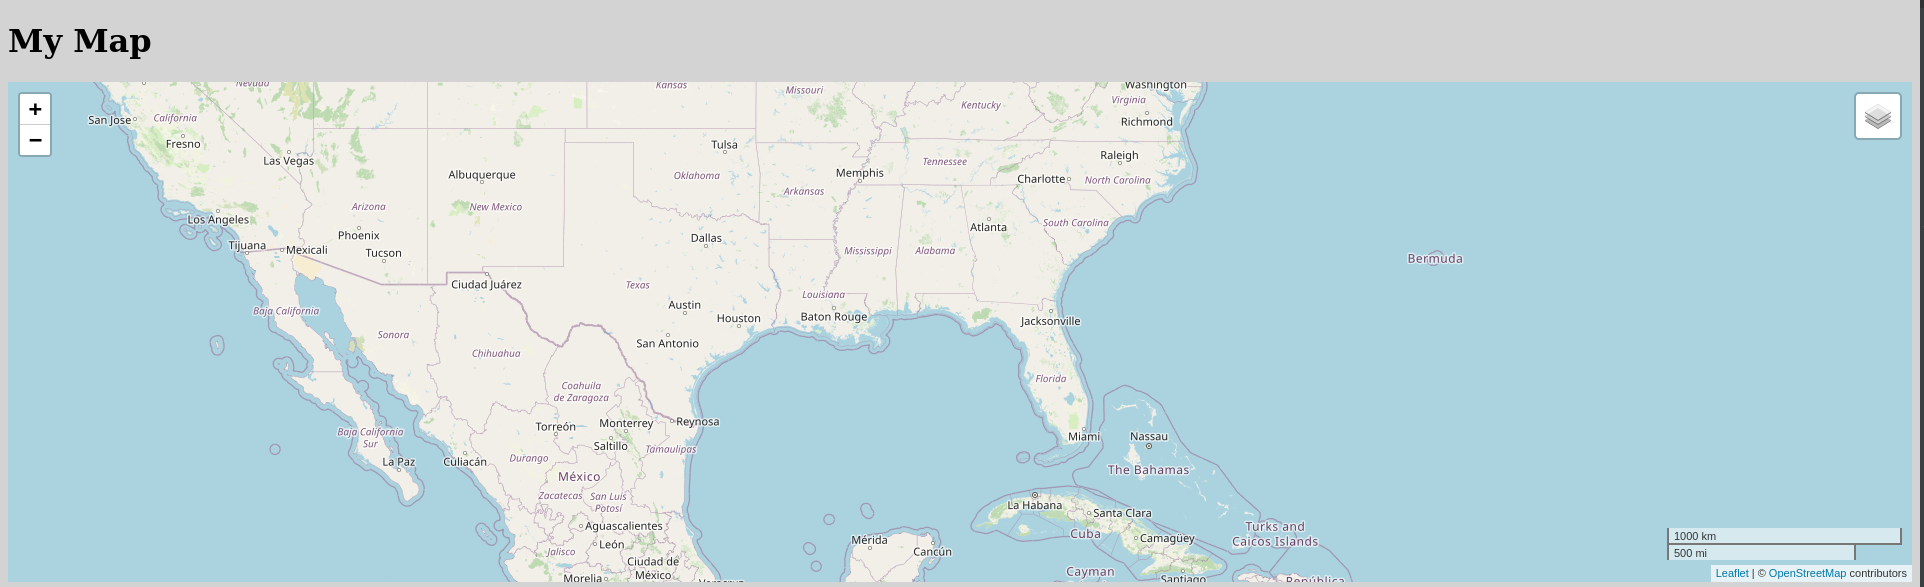 My Map
+
−
Nevada
Kansas
Missouri
Washington
Kentucky
Virginia
San Jose
California
Richmond
Fresno
Las Vegas
Tulsa
Raleigh
Tennessee
Albuquerque
Oklahoma
Memphis
Charlotte
North Carolina
Arkansas
Arizona
New Mexico
Los Angeles
South Carolina
Atlanta
Phoenix
Dallas
Tijuana
Mexicali
Tucson
Mississippi
Alabama
Bermuda
Ciudad Juárez
Texas
Louisiana
Austin
Baja California
Houston
Baton Rouge
Jacksonville
Sonora
San Antonio
Chihuahua
Florida
Coahuila
de Zaragoza
Torreón
Monterrey
Reynosa
Baja California
Sur
Miami
Nassau
Saltillo
Tamaulipas
La Paz
Culiacán
Durango
The Bahamas
México
Zacatecas
San Luis
Potosí
La Habana
Santa Clara
Aguascalientes
Turks and
Caicos Islands
Cuba
Camagüey
1000 km
Mérida
León
Jalisco
Cancún
500 mi
Ciudad de
México
Cayman
Morelia
Santiago
República
Veracruz
Leaflet | © OpenStreetMap contributors